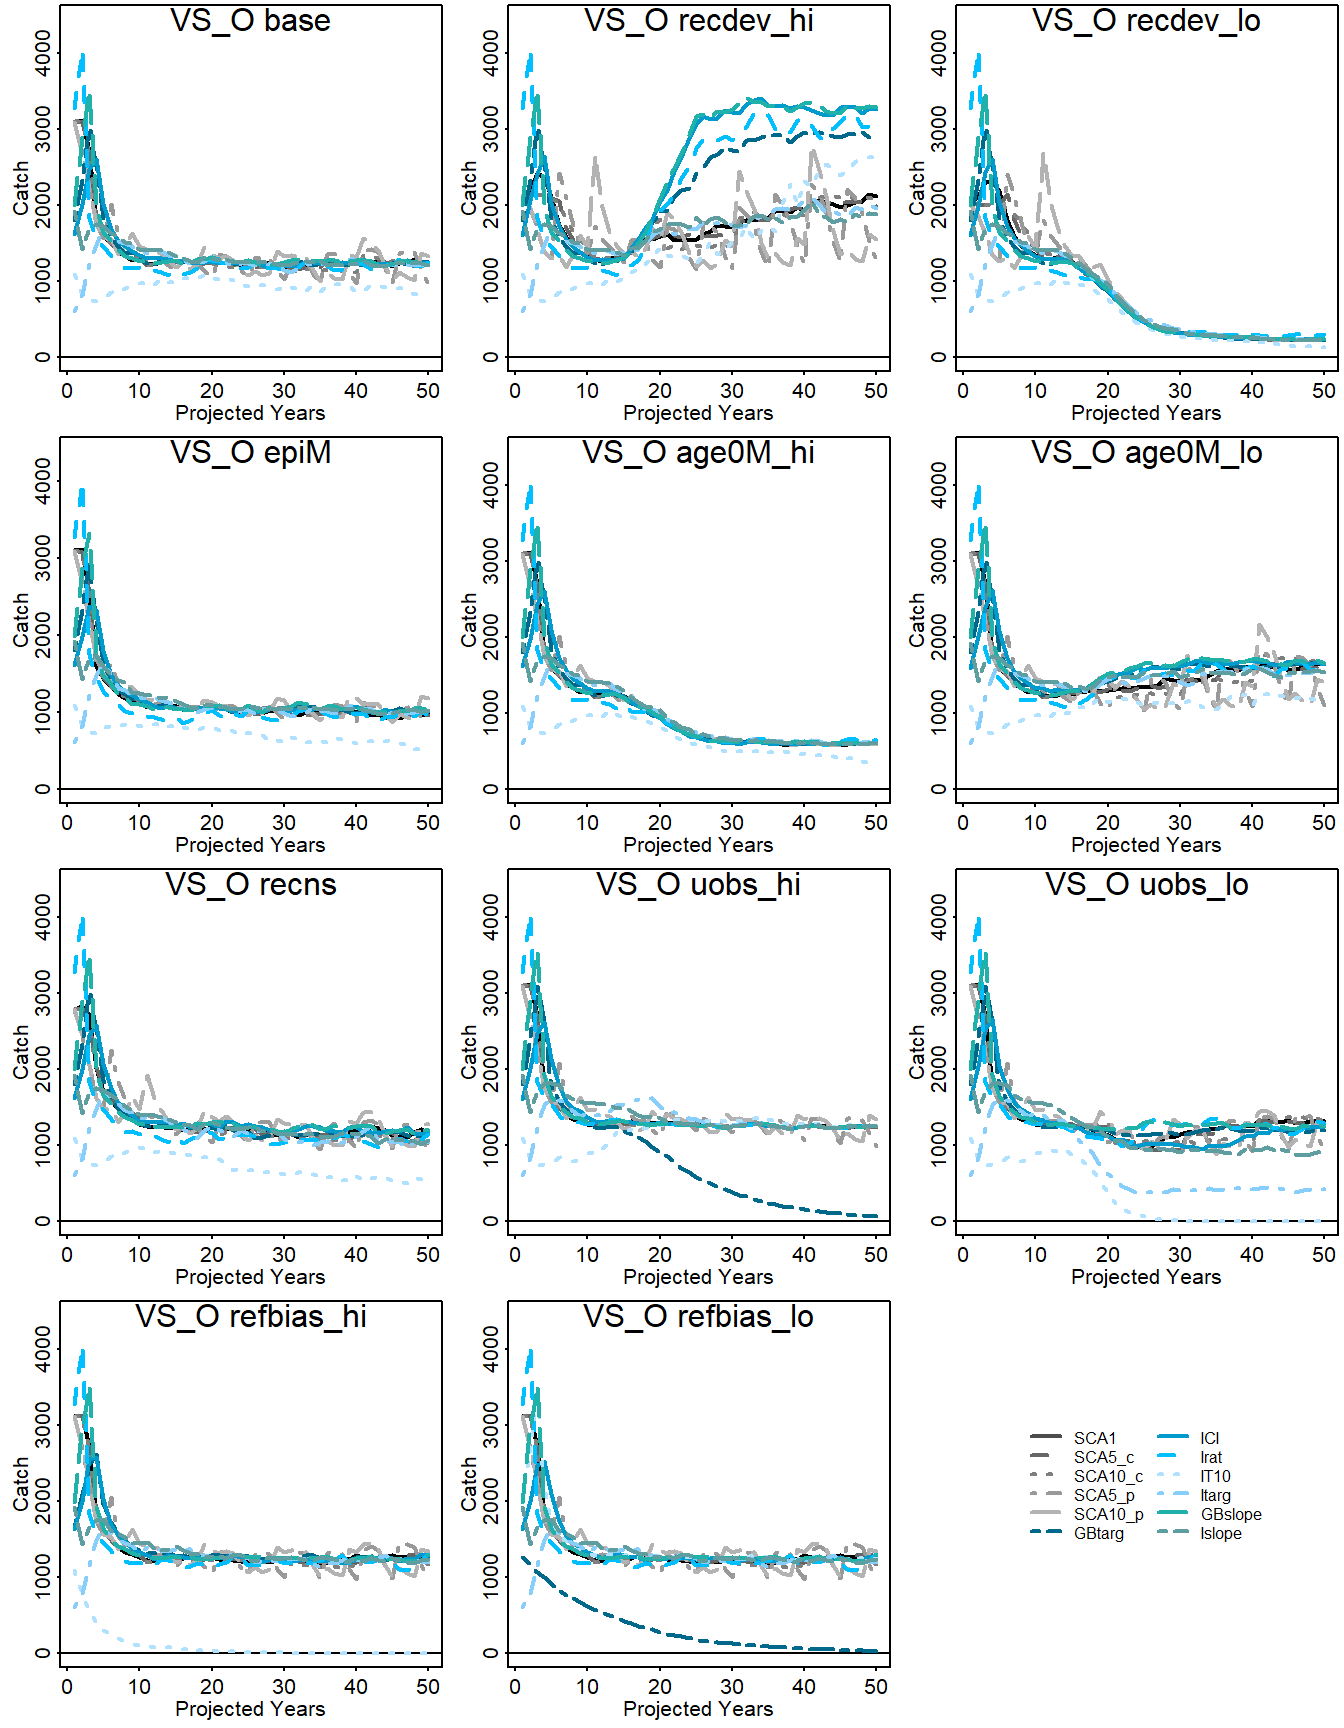 VS_O base
Catch
0 1000 2000 3000 4000
0 10 20 30 40 50
Projected Years
VS_O recdev_hi
Catch
0 1000 2000 3000 4000
0 10 20 30 40 50
Projected Years
VS_O recdev_lo
Catch
0 1000 2000 3000 4000
0 10 20 30 40 50
Projected Years
VS_O epiM
Catch
0 1000 2000 3000 4000
0 10 20 30 40 50
Projected Years
VS_O age0M_hi
Catch
0 1000 2000 3000 4000
0 10 20 30 40 50
Projected Years
VS_O age0M_lo
Catch
0 1000 2000 3000 4000
0 10 20 30 40 50
Projected Years
VS_O recns
Catch
0 1000 2000 3000 4000
0 10 20 30 40 50
Projected Years
VS_O uobs_hi
Catch
0 1000 2000 3000 4000
0 10 20 30 40 50
Projected Years
VS_O uobs_lo
Catch
0 1000 2000 3000 4000
0 10 20 30 40 50
Projected Years
VS_O refbias_hi
Catch
0 1000 2000 3000 4000
0 10 20 30 40 50
Projected Years
VS_O refbias_lo
Catch
0 1000 2000 3000 4000
0 10 20 30 40 50
Projected Years
SCA1
SCA5_c
SCA10_c
SCA5_p
SCA10_p
GBtarg
ICI
Irat
IT10
Itarg
GBslope
Islope